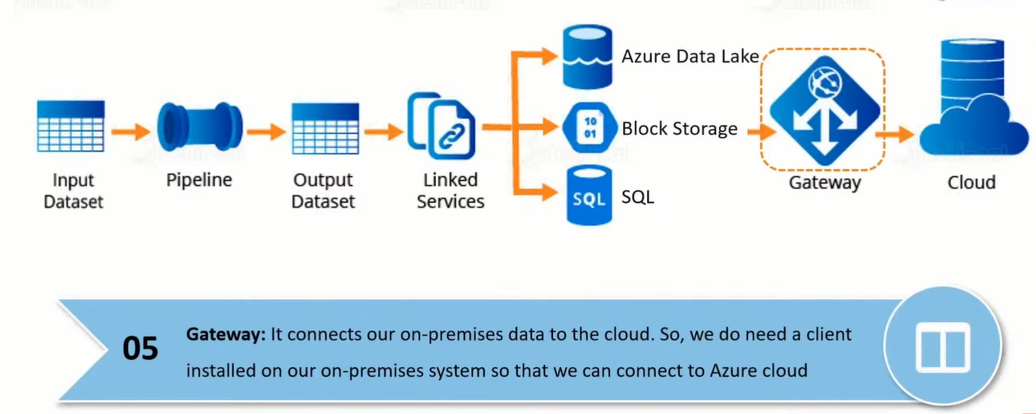 Azure Data Lake
10
01
Block Storage
SQL
SQL
Input
Dataset
Pipeline
Output
Dataset
Linked
Services
Gateway
Cloud
05
Gateway: It connects our on-premises data to the cloud. So, we do need a client
installed on our on-premises system so that we can connect to Azure cloud